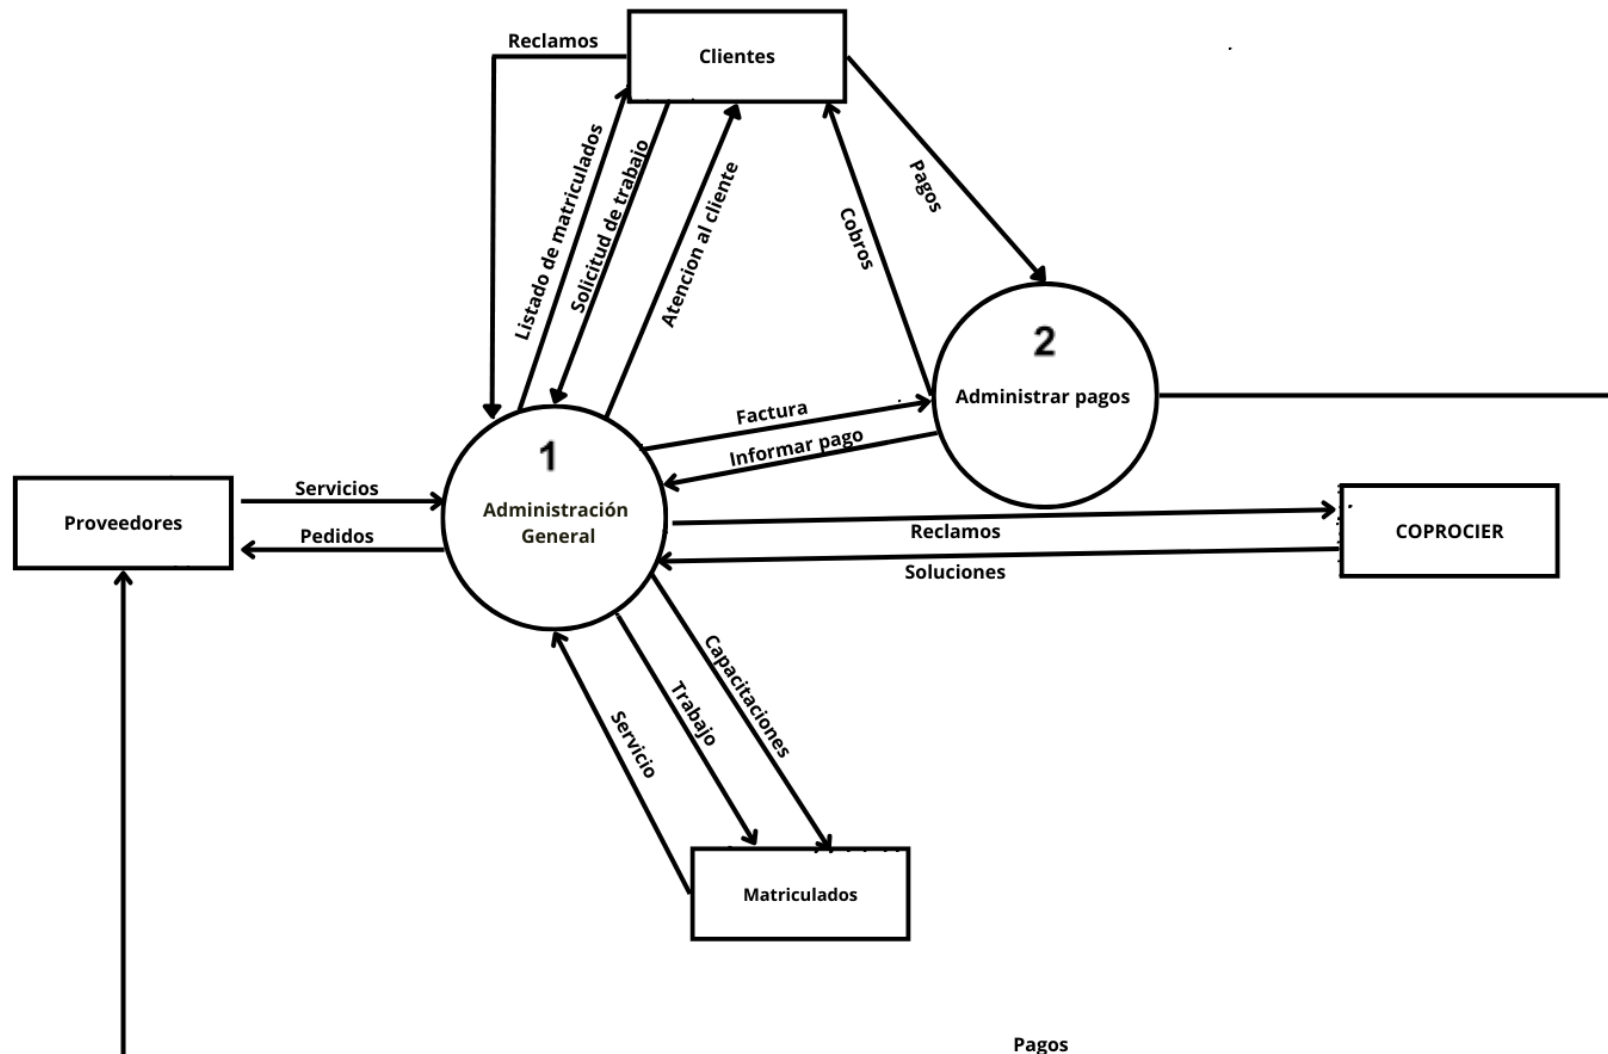 Reclamos
Clientes
Listado de matriculados
Solicitud de trabajo
Atencion al cliente
Cobros
Pagos
2
Administrar pagos
Factura
Informar pago
1
Administración
General
Servicios
Pedidos
Proveedores
Reclamos
Soluciones
COPROCIER
Capacitaciones
Trabajo
Servicio
Matriculados
Pagos